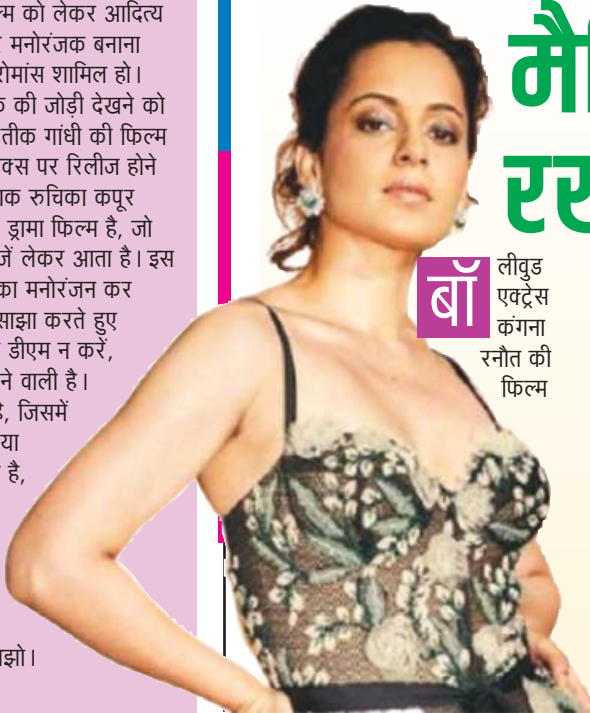 ल्म को लेकर आदित्य
मनोरंजक बनाना
रोमांस शामिल हो।
की जोड़ी देखने को
तीक गांधी की फिल्म
क्स पर रिलीज होने
रुचिका कपूर
ड्रामा फिल्म है, जो
लेकर आता है। इस
का मनोरंजन कर
साझा करते हुए
डीएम न करें,
ने वाली है।
है, जिसमें
या
है,
झो।
बॉ
लीवुड
एक्ट्रेस
कंगना
रनौत की
फिल्म